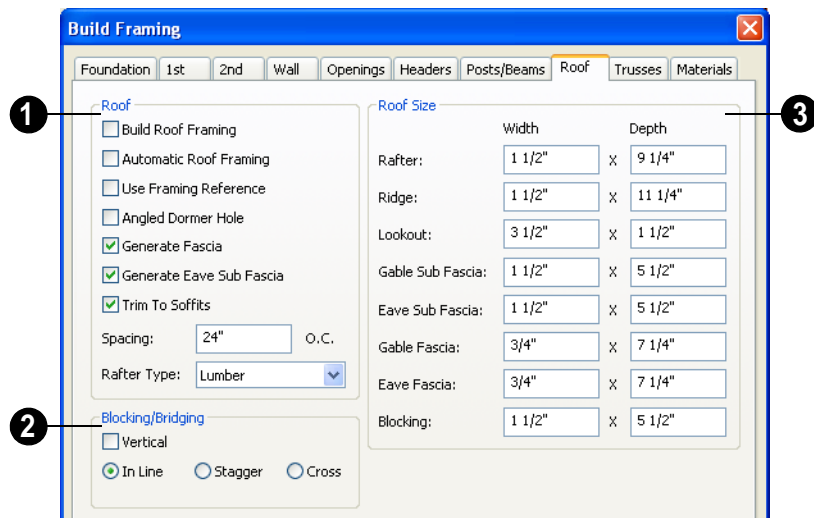 Build Framing
Foundation 1st 2nd Wall Openings Headers Posts/Beams Roof Trusses Materials
1
Roof
Build Roof Framing
Automatic Roof Framing
Use Framing Reference
Angled Dormer Hole
Generate Fascia
Generate Eave Sub Fascia
Trim To Soffits
Spacing: 24" O.C.
Rafter Type: Lumber
2
Blocking/Bridging
Vertical
In Line Stagger Cross
3
Roof Size
Width Depth
Rafter: 1 1/2" X 9 1/4"
Ridge: 1 1/2" X 11 1/4"
Lookout: 3 1/2" X 1 1/2"
Gable Sub Fascia: 1 1/2" X 5 1/2"
Eave Sub Fascia: 1 1/2" X 5 1/2"
Gable Fascia: 3/4" X 7 1/4"
Eave Fascia: 3/4" X 7 1/4"
Blocking: 1 1/2" X 5 1/2"